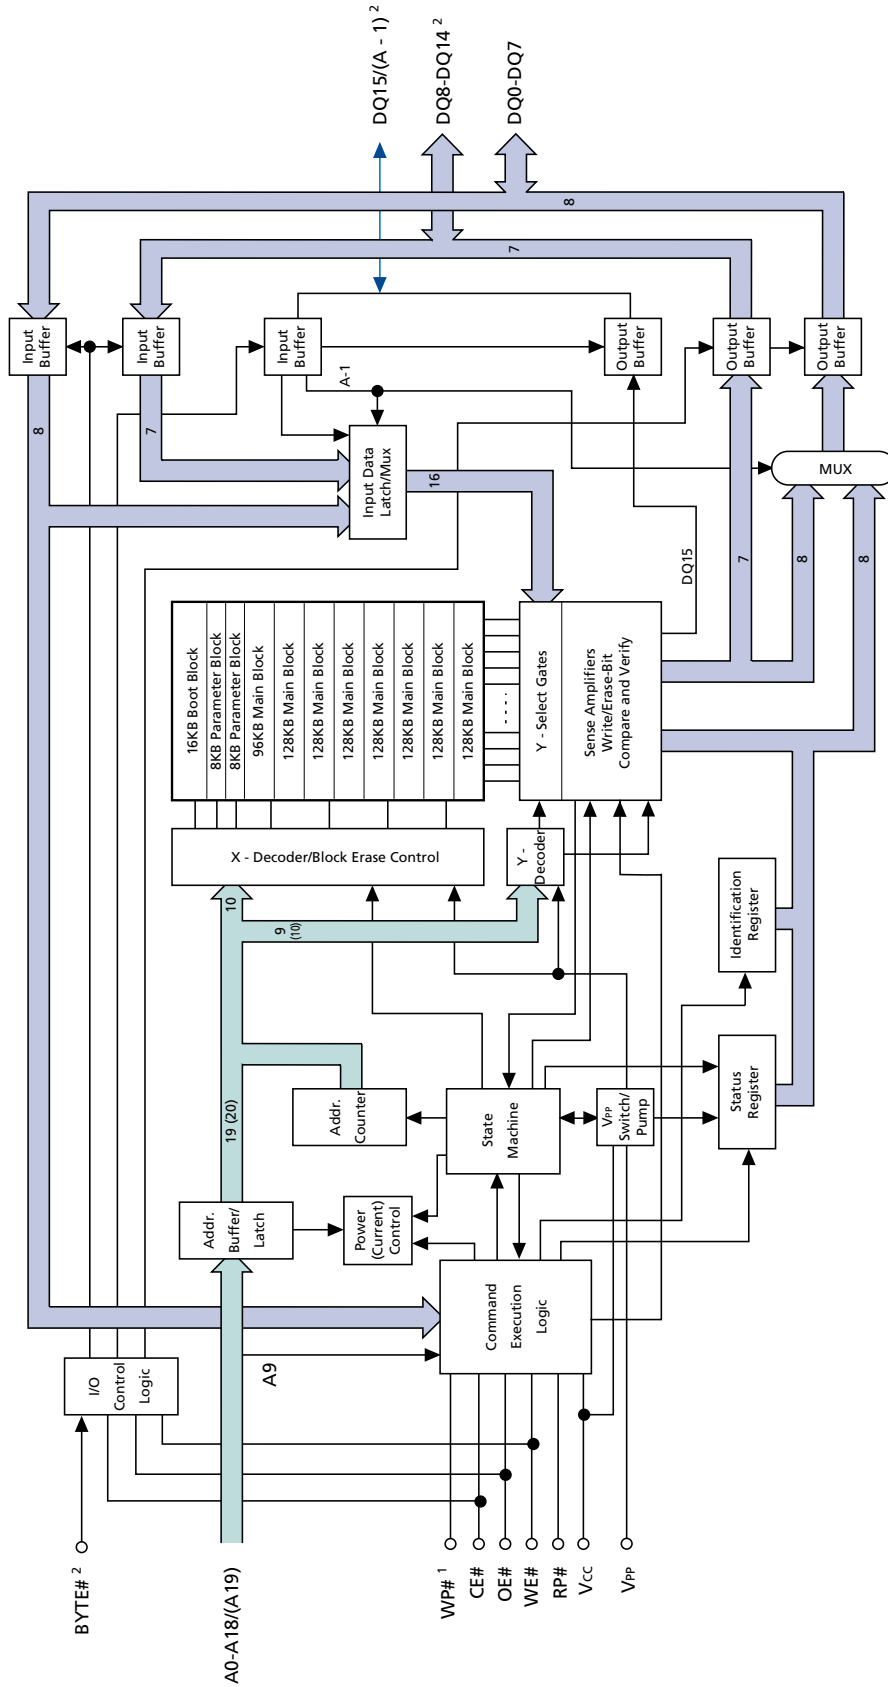 BYTE# 2
A0-A18/(A19)
WP# 1
CE#
OE#
WE#
RP#
VCC
VPP
I/O
Control
Logic
A9
Addr.
Buffer/
Latch
Power
(Current)
Control
Command
Execution
Logic
19 (20)
Addr.
Counter
State
Machine
VPP
Switch/
Pump
Status
Register
Identification
Register
10
9
(10)
X - Decoder/Block Erase Control
Y -
Decoder
16KB Boot Block
8KB Parameter Block
8KB Parameter Block
96KB Main Block
128KB Main Block
128KB Main Block
128KB Main Block
128KB Main Block
128KB Main Block
128KB Main Block
128KB Main Block
Y - Select Gates
Sense Amplifiers
Write/Erase-Bit
Compare and Verify
DQ15
8
7
16
Input Data
Latch/Mux
A-1
7
8
8
MUX
Input
Buffer
Input
Buffer
Input
Buffer
Output
Buffer
Output
Buffer
Output
Buffer
7
8
DQ15/(A - 1) 2
DQ8-DQ14 2
DQ0-DQ7